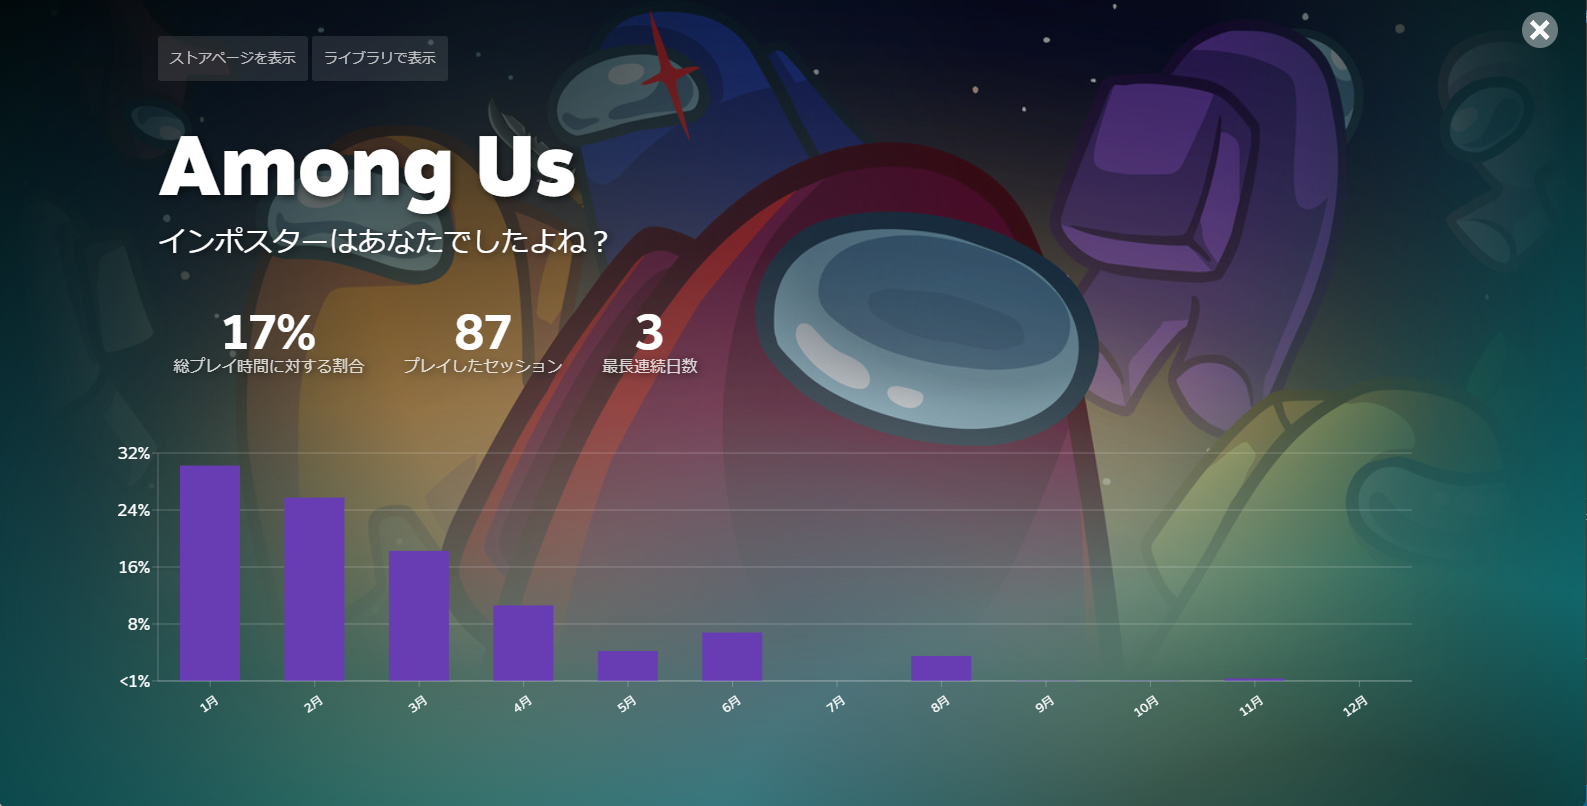 ストアページを表示 ライブラリで表示
Among Us
インポスターはあなたでしたよね？
17% 87 3
総プレイ時間に対する割合 プレイしたセッション 最長連続日数
32%
24%
16%
8%
<1%
1月 2月 3月 4月 5月 6月 7月 8月 9月 10月 11月 12月